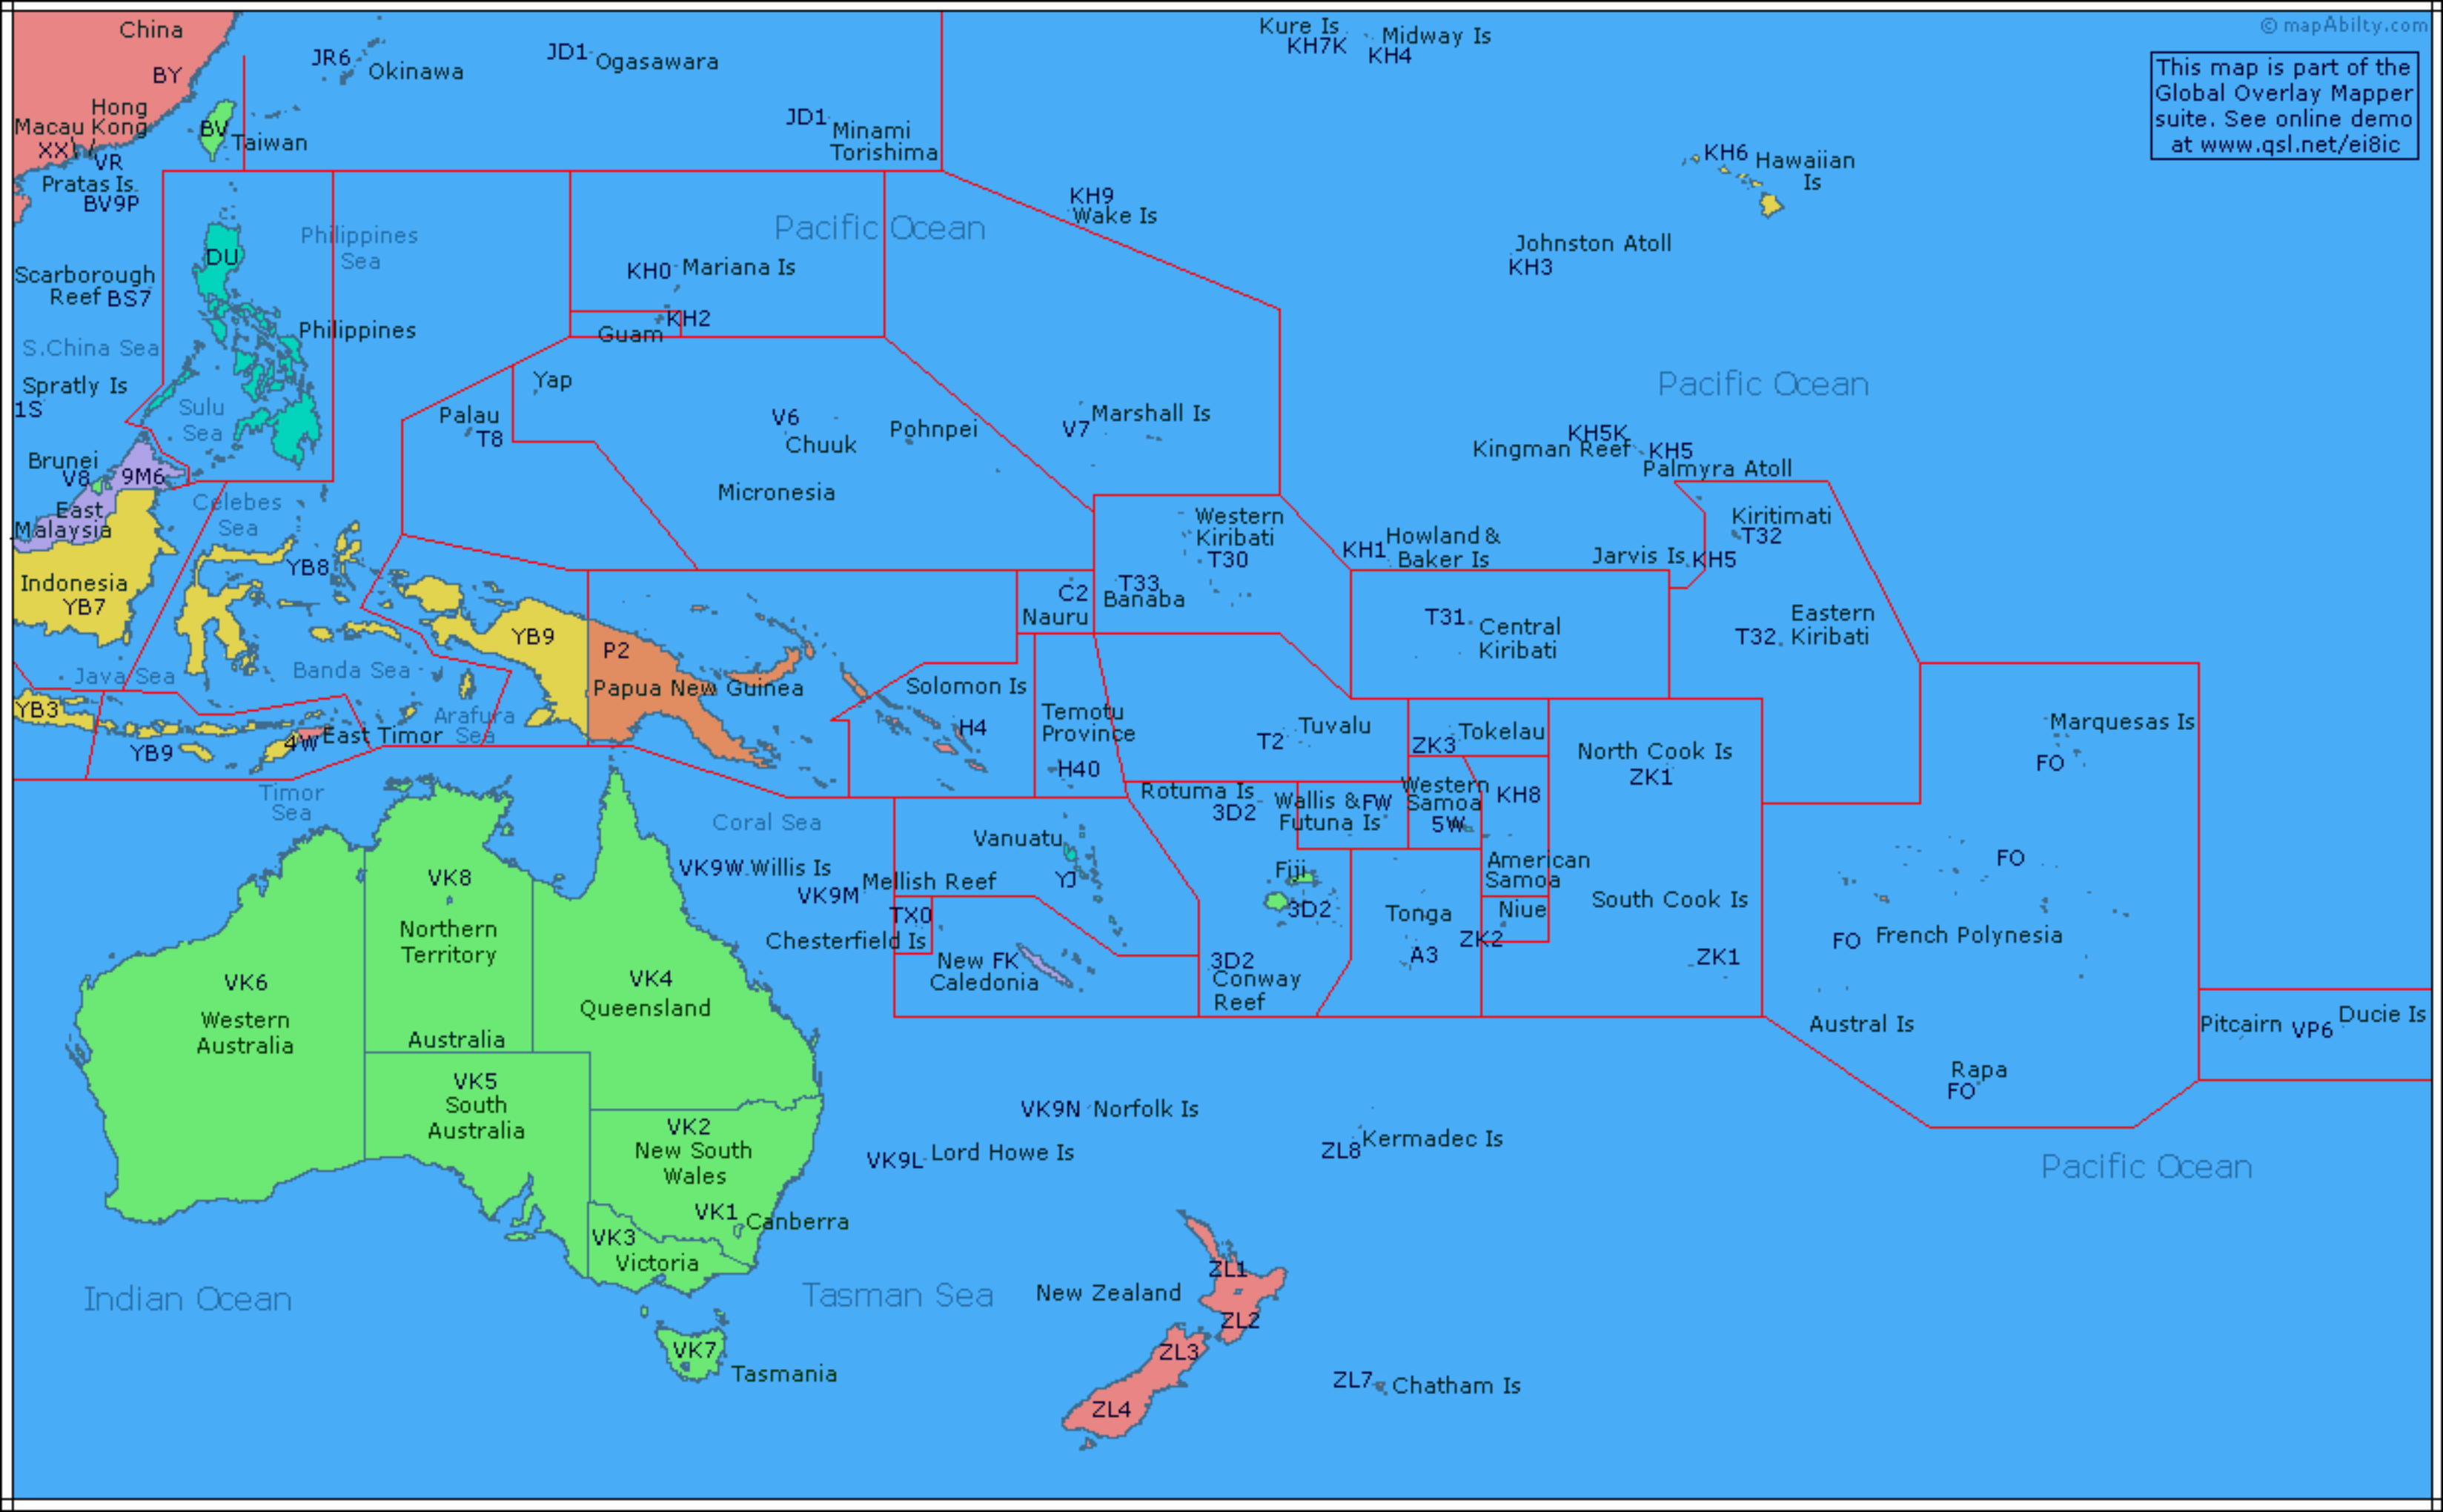 China
BY
Hong
Macau Kong
XX
VR
Pratas Is.
BV9P
BV
Taiwan
JR6
Okinawa
JD1
Ogasawara
JD1
Minami
Torishima
Kure Is
KH7K
Midway Is
KH4
© mapAbilty.com
This map is part of the
Global Overlay Mapper
suite. See online demo
at www.qsl.net/ei8ic
KH6
Hawaiian
Is
KH9
Wake Is
Pacific Ocean
Johnston Atoll
KH3
Philippines
Sea
DU
Scarborough
Reef BS7
KH0
Mariana Is
KH2
Guam
Philippines
S.China Sea
Spratly Is
1S
Sulu
Sea
Yap
Palau
T8
V6
Chuuk
Pohnpei
Micronesia
Marshall Is
V7
Pacific Ocean
KH5K
Kingman Reef
KH5
Palmyra Atoll
Brunei
V8
9M6
East
Malaysia
Celebes
Sea
Indonesia
YB7
YB8
Western
Kiribati
T30
T33
Banaba
C2
Nauru
KH1
Howland &
Baker Is
Jarvis Is
KH5
Kiritimati
T32
T31
Central
Kiribati
Eastern
T32
Kiribati
YB9
P2
Papua New Guinea
Java Sea
Banda Sea
Arafura
Sea
YB3
YB9
4W
East Timor
Solomon Is
H4
Temotu
Province
H40
T2
Tuvalu
ZK3
Tokelau
North Cook Is
ZK1
Marquesas Is
FO
Timor
Sea
Coral Sea
Rotuma Is
3D2
Wallis &
FW
Futuna Is
Western
Samoa
5W
KH8
American
Samoa
Vanuatu
YJ
VK9W
Willis Is
VK9M
Mellish Reef
TX0
Chesterfield Is
New
FK
Caledonia
Fiji
3D2
3D2
Conway
Reef
Tonga
A3
Niue
ZK2
South Cook Is
ZK1
FO
FO
French Polynesia
Austral Is
Rapa
FO
Pitcairn
VP6
Ducie Is
VK8
Northern
Territory
VK6
Western
Australia
Australia
VK4
Queensland
VK5
South
Australia
VK2
New South
Wales
VK1
Canberra
VK3
Victoria
VK7
Tasmania
VK9N
Norfolk Is
VK9L
Lord Howe Is
Kermadec Is
ZL8
Pacific Ocean
Indian Ocean
Tasman Sea
New Zealand
ZL1
ZL2
ZL3
ZL4
ZL7
Chatham Is